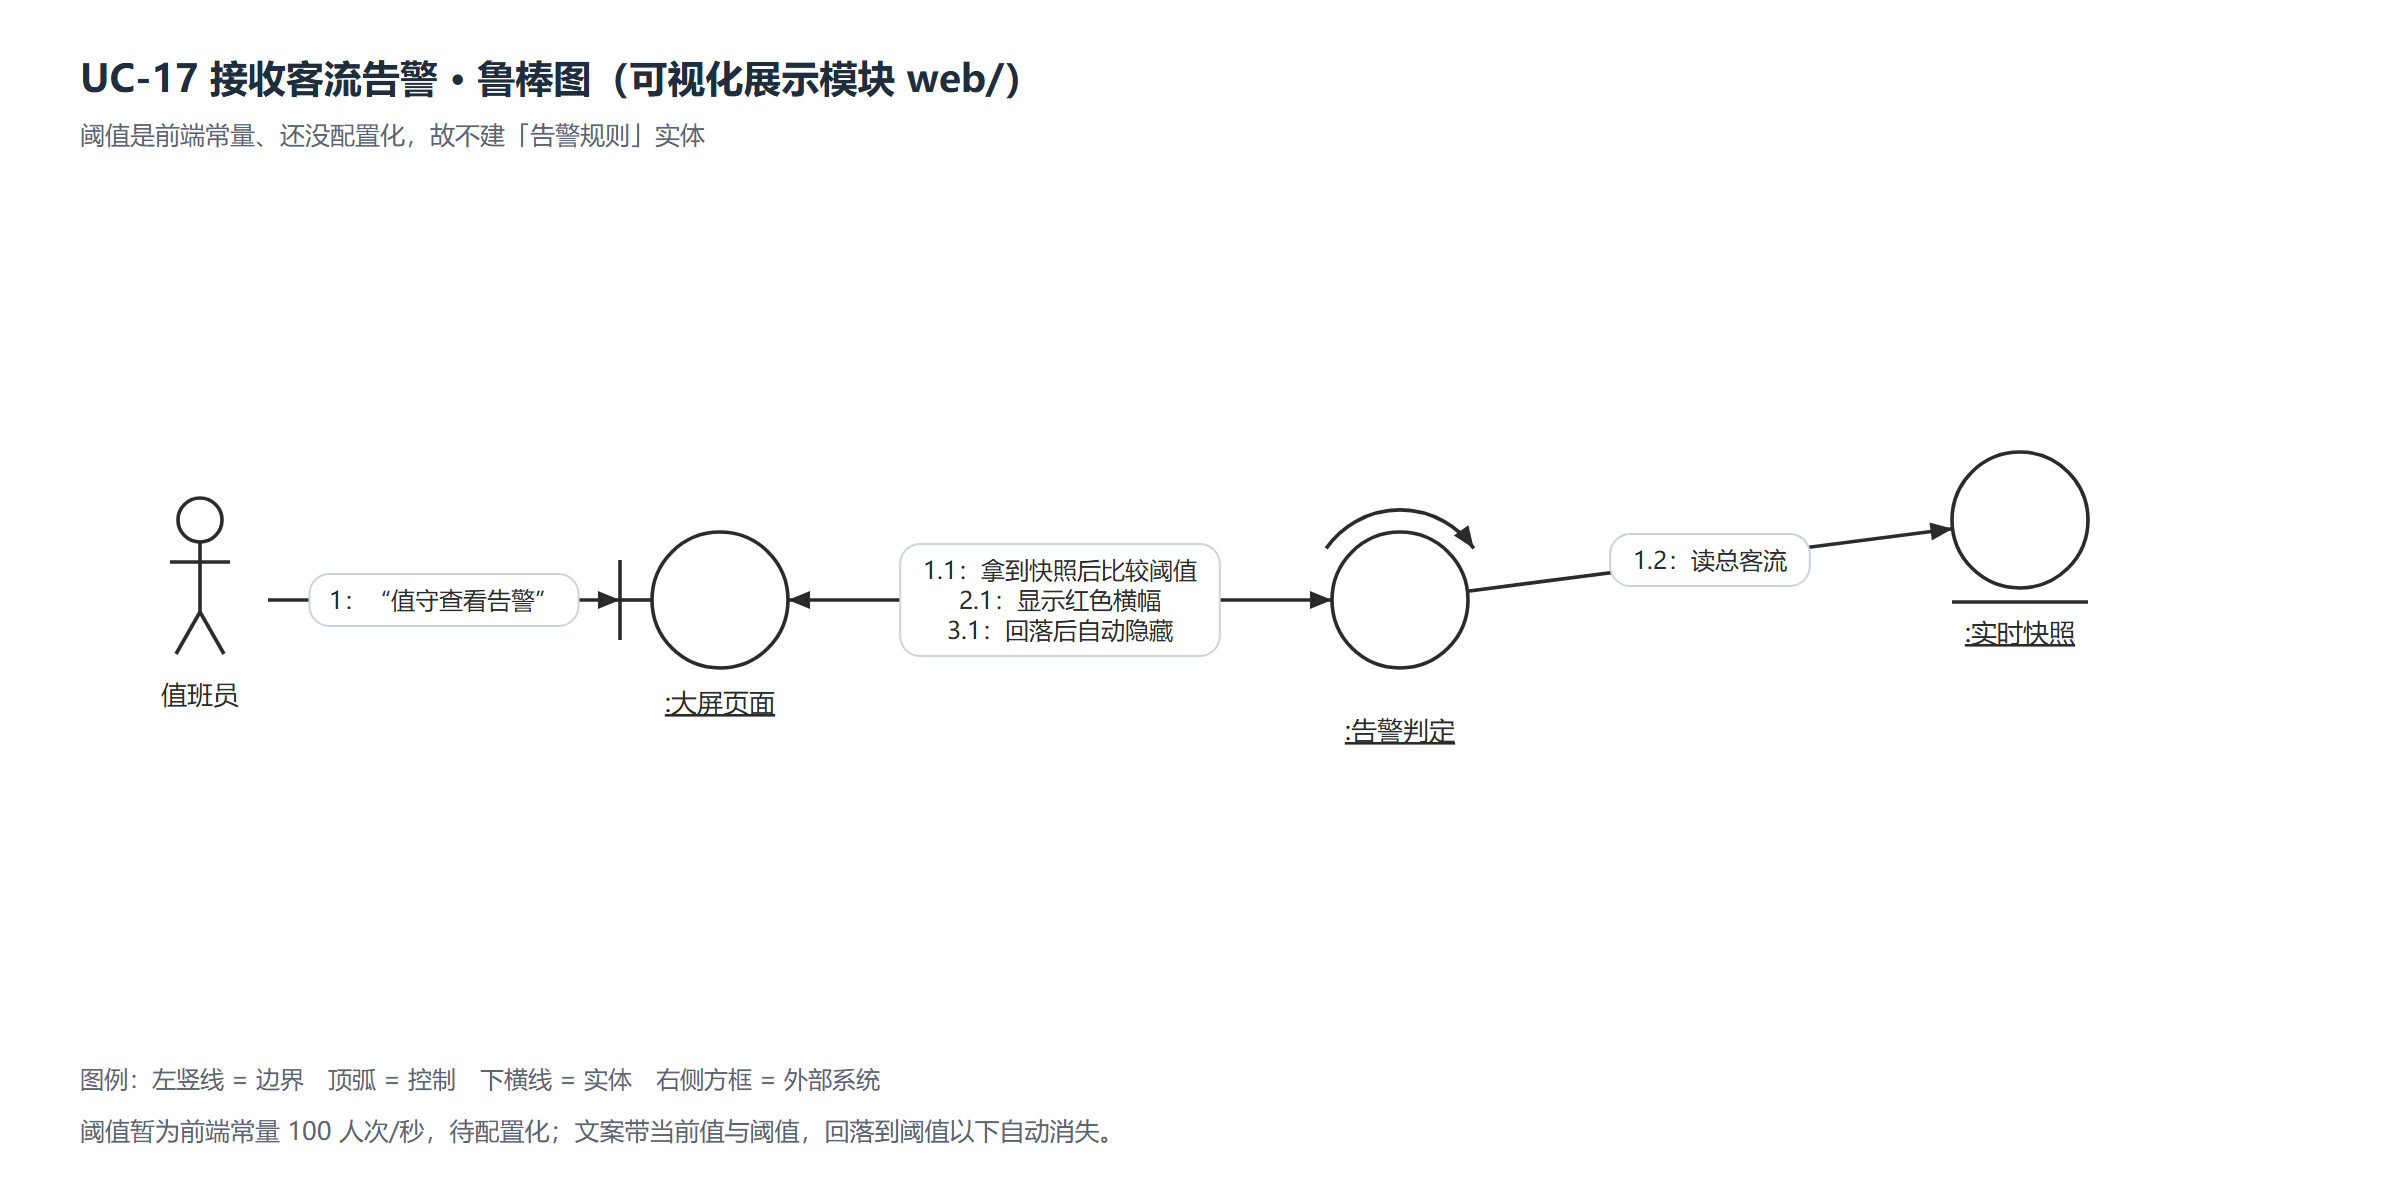 UC-17 接收客流告警 · 鲁棒图（可视化展示模块 web/）
阈值是前端常量、还没配置化，故不建「告警规则」实体
1：“值守查看告警”
1.1：拿到快照后比较阈值
2.1：显示红色横幅
3.1：回落后自动隐藏
1.2：读总客流
:实时快照
值班员
:大屏页面
:告警判定
图例：左竖线 = 边界　顶弧 = 控制　下横线 = 实体　右侧方框 = 外部系统
阈值暂为前端常量 100 人次/秒，待配置化；文案带当前值与阈值，回落到阈值以下自动消失。